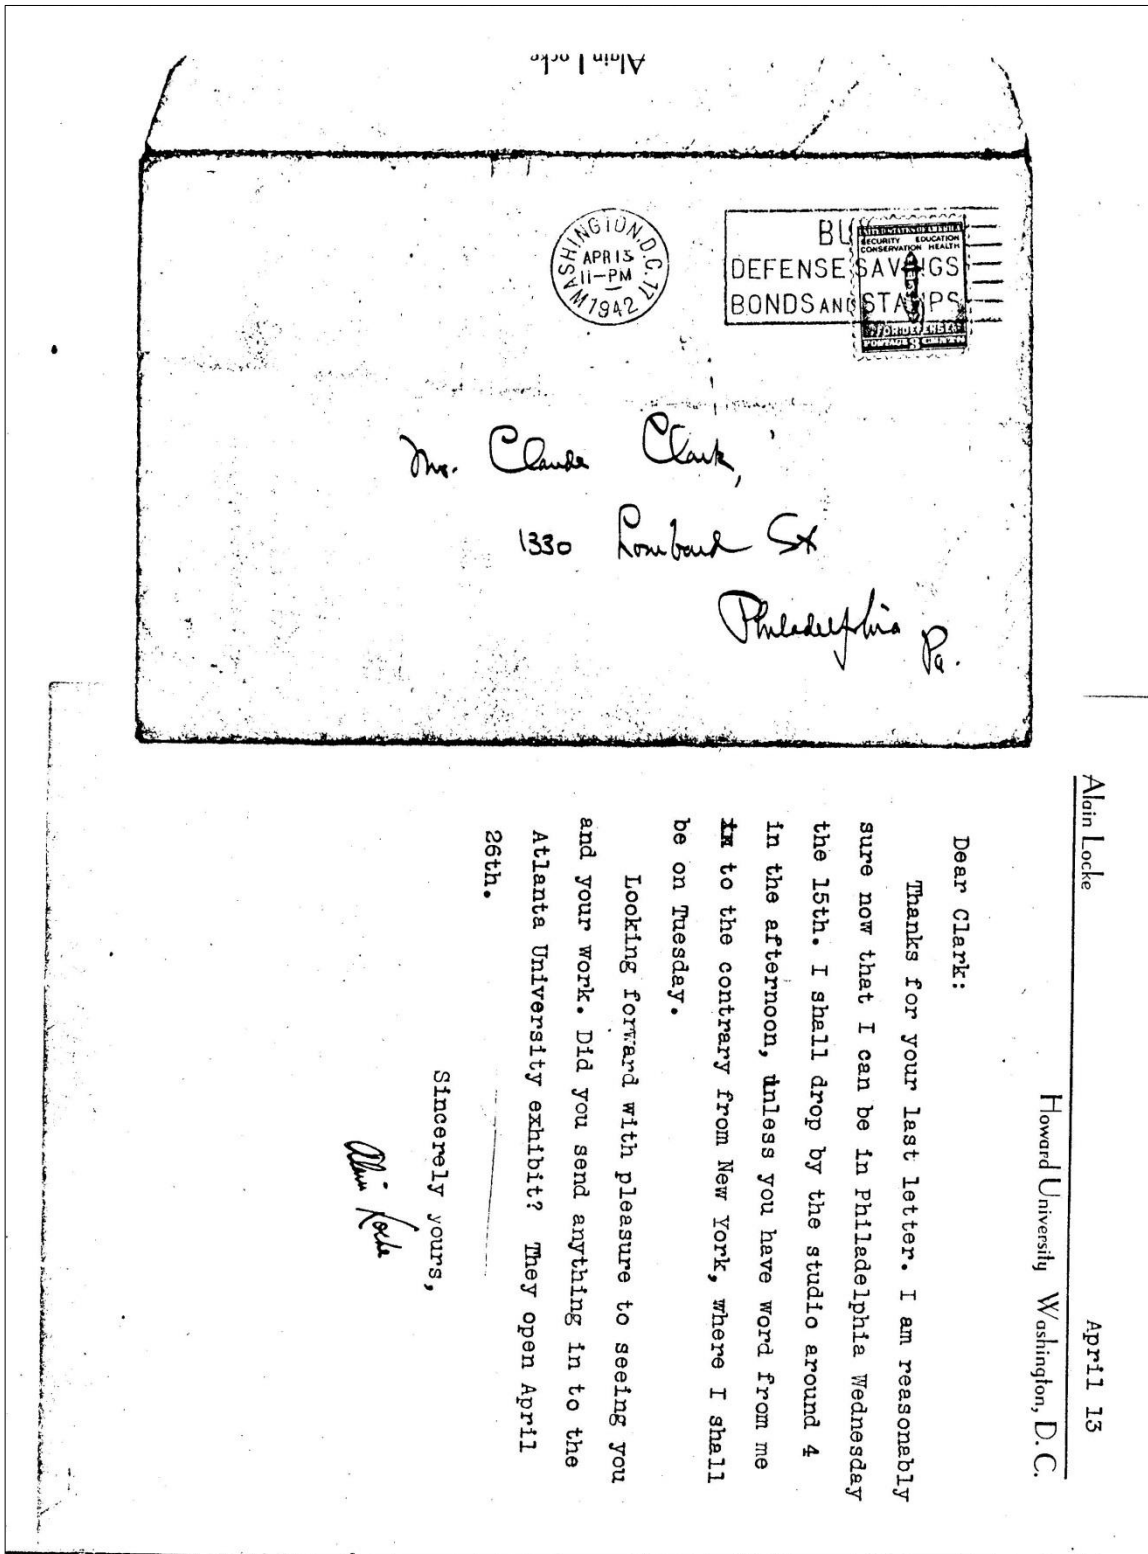 Alain Locke
WASHINGTON, D.C. 17
APR 13
11-PM
1942
BU
DEFENSE SAVINGS
BONDS AND STAMPS
UNITED STATES OF AMERICA
SECURITY EDUCATION
CONSERVATION HEALTH
FOR DEFENSE
POSTAGE 3 CENTS
Mr. Claude Clark,
1330 Lombard St
Philadelphia
Pa.
Alain Locke April 13
Howard University Washington, D.C.
Dear Clark:
Thanks for your last letter. I am reasonably
sure now that I can be in Philadelphia Wednesday
the 15th. I shall drop by the studio around 4
in the afternoon, unless you have word from me
to the contrary from New York, where I shall
be on Tuesday.
Looking forward with pleasure to seeing you
and your work. Did you send anything in to the
Atlanta University exhibit? They open April
26th.
Sincerely yours,
Alain Locke